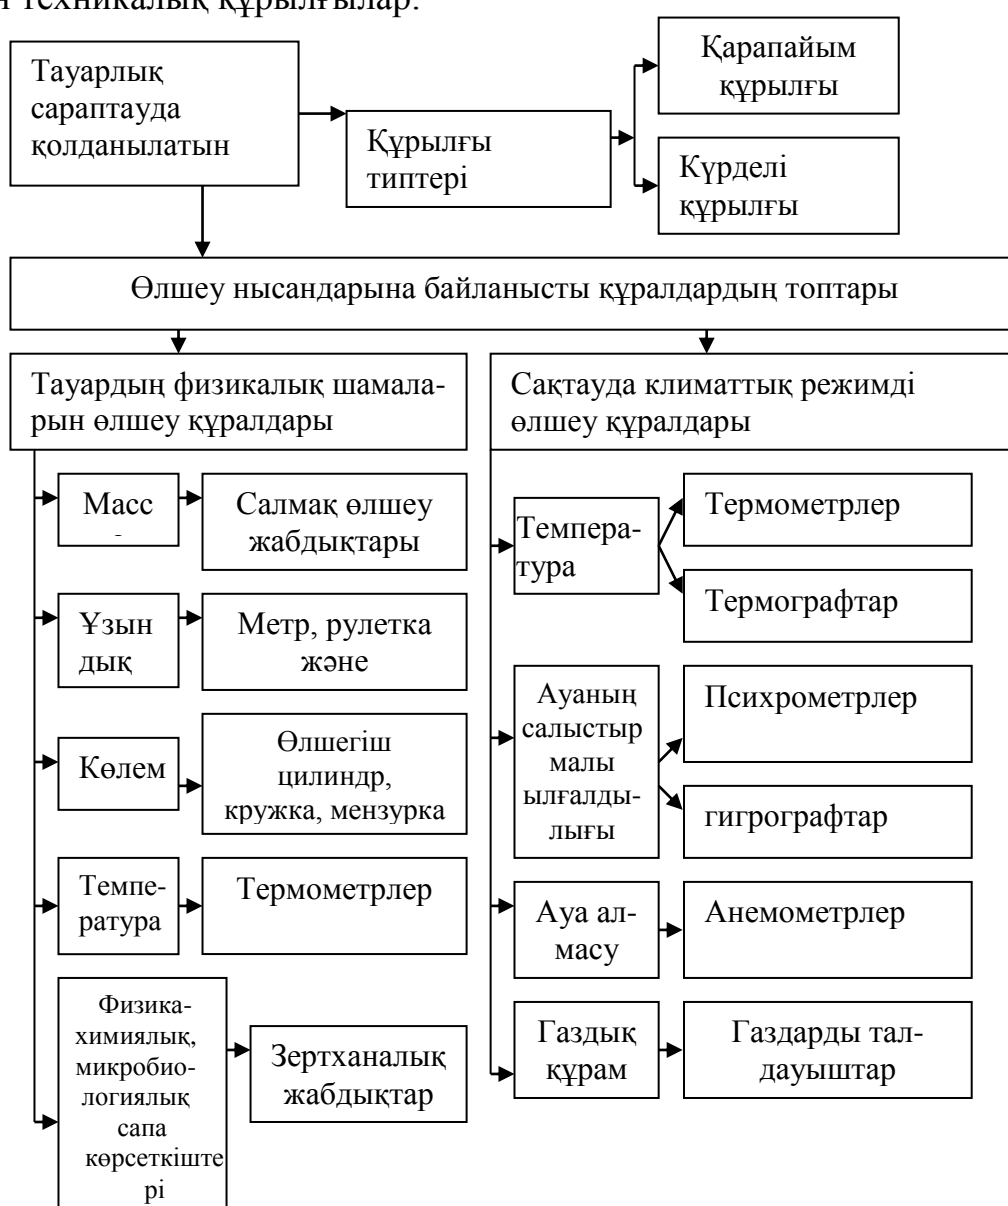 техникалық құрылғылар.
Тауарлық
сараптауда
қолданылатын
Құрылғы
типтері
Қарапайым
құрылғы
Күрделі
құрылғы
Өлшеу нысандарына байланысты құралдардың топтары
Тауардың физикалық шамала-
рын өлшеу құралдары
Масс
Салмақ өлшеу
жабдықтары
Ұзын
дық
Метр, рулетка
және
Көлем
Өлшегіш
цилиндр,
кружка, мензурка
Темпе-
ратура
Термометрлер
Физика-
химиялық,
микробио-
логиялық
сапа
көрсеткіште
рі
Зертханалық
жабдықтар
Сақтауда климаттық режимді
өлшеу құралдары
Темпера-
тура
Термометрлер
Термографтар
Ауаның
салыстыр
малы
ылғалды-
лығы
Психрометрлер
гигрографтар
Ауа ал-
масу
Анемометрлер
Газдық
құрам
Газдарды тал-
дауыштар